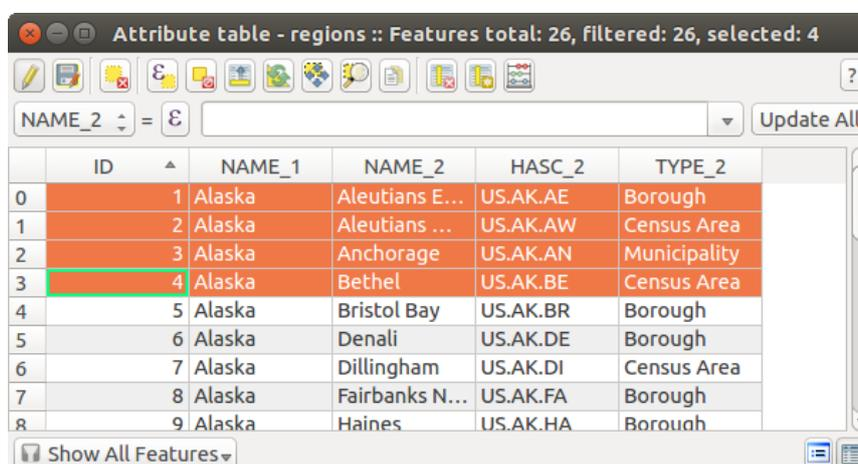 Attribute table - regions :: Features total: 26, filtered: 26, selected: 4
ε ?
NAME_2 = ε Update All
ID NAME_1 NAME_2 HASC_2 TYPE_2
0 1 Alaska Aleutians E... US.AK.AE Borough
1 2 Alaska Aleutians ... US.AK.AW Census Area
2 3 Alaska Anchorage US.AK.AN Municipality
3 4 Alaska Bethel US.AK.BE Census Area
4 5 Alaska Bristol Bay US.AK.BR Borough
5 6 Alaska Denali US.AK.DE Borough
6 7 Alaska Dillingham US.AK.DI Census Area
7 8 Alaska Fairbanks N... US.AK.FA Borough
8 9 Alaska Haines US.AK.HA Borough
Show All Features